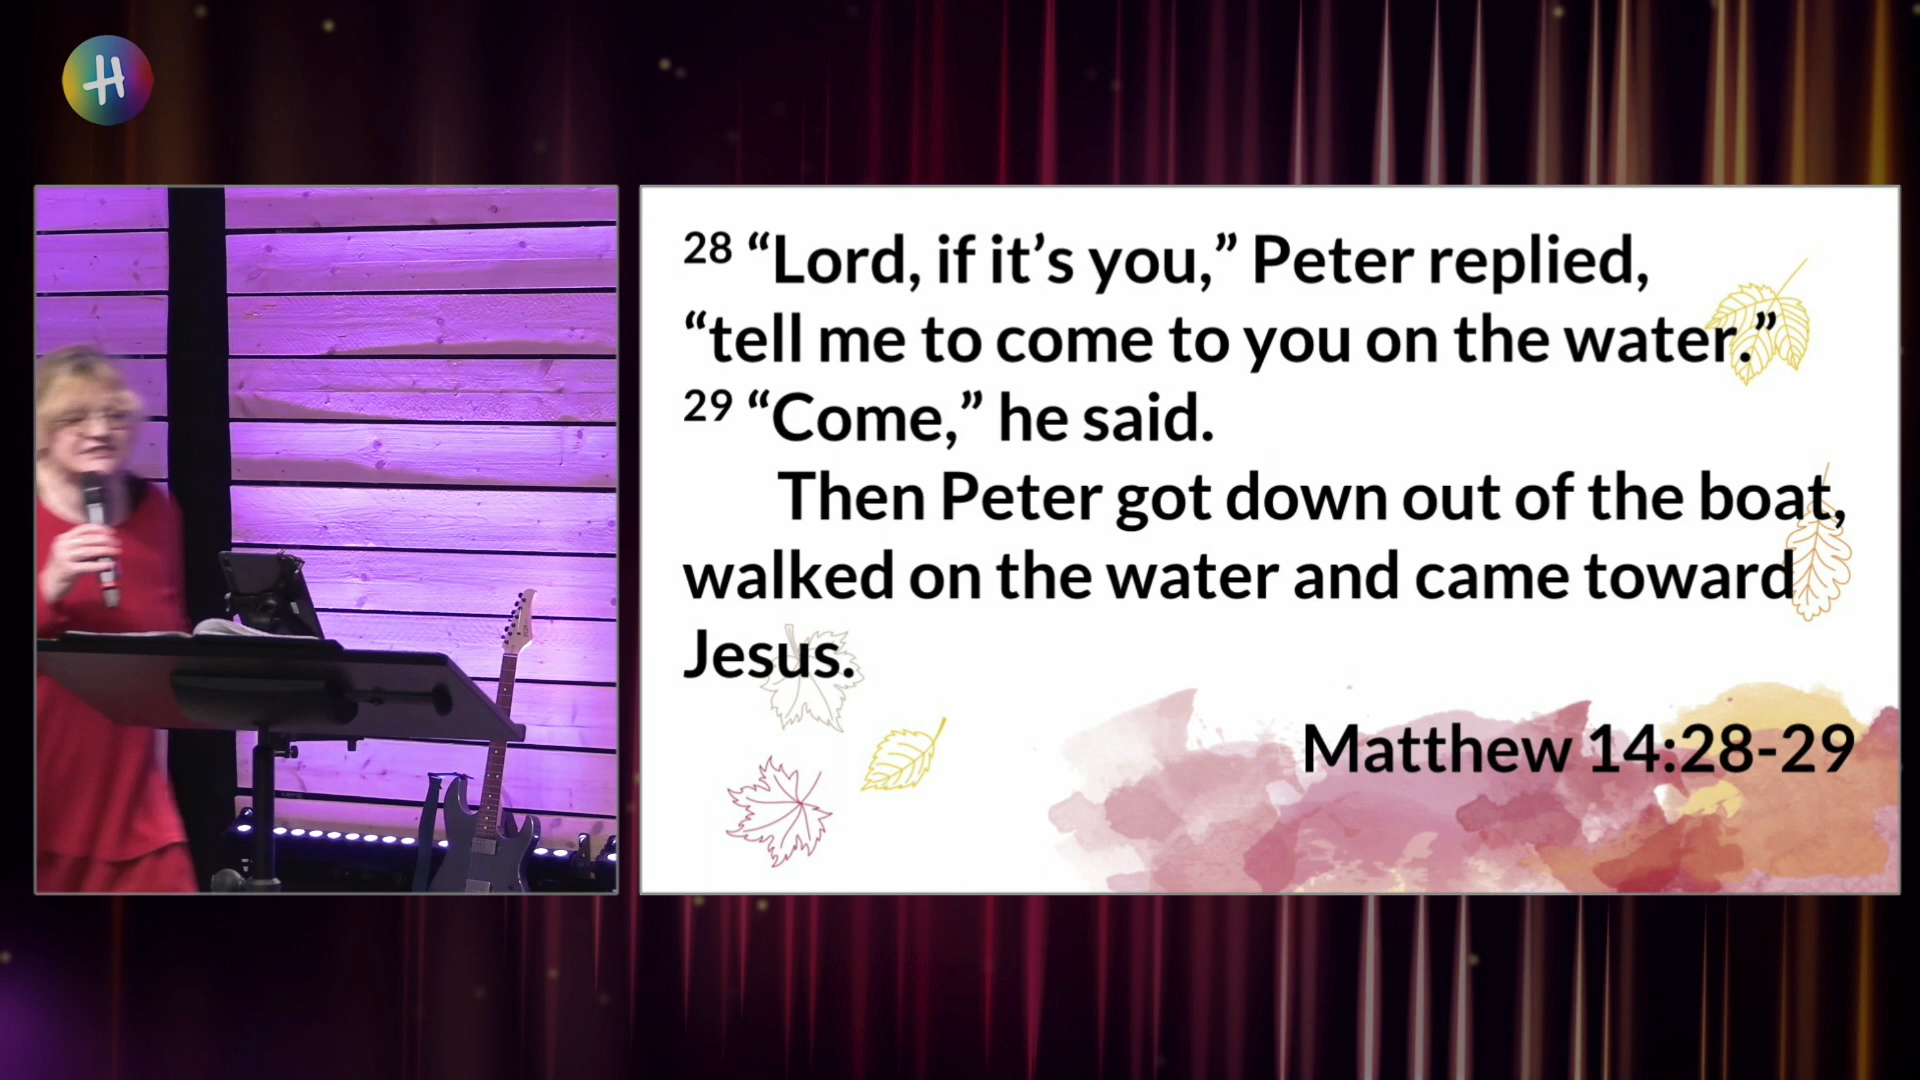 H
28 “Lord, if it’s you,” Peter replied,
“tell me to come to you on the water.”
29 “Come,” he said.
Then Peter got down out of the boat,
walked on the water and came toward
Jesus.
Matthew 14:28-29